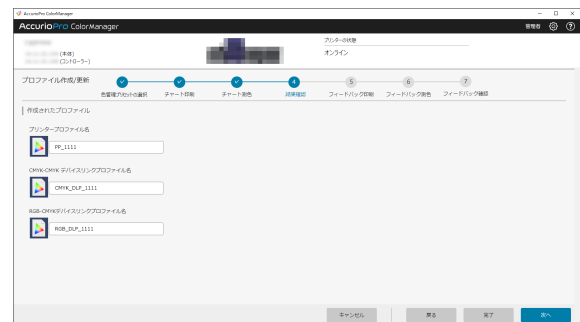 AccurioPro ColorManager
AccurioPro ColorManager
管理者
(本体)
(コントローラー)
プリンターの状態
オンライン
プロファイル作成/更新
4
5
6
7
色管理プリセットの選択
チャート印刷
チャート測色
結果確認
フィードバック印刷
フィードバック測色
フィードバック確認
作成されたプロファイル
プリンタープロファイル名
PP_1111
CMYK-CMYK デバイスリンクプロファイル名
CMYK_DLP_1111
RGB-CMYKデバイスリンクプロファイル名
RGB_DLP_1111
キャンセル
戻る
完了
次へ